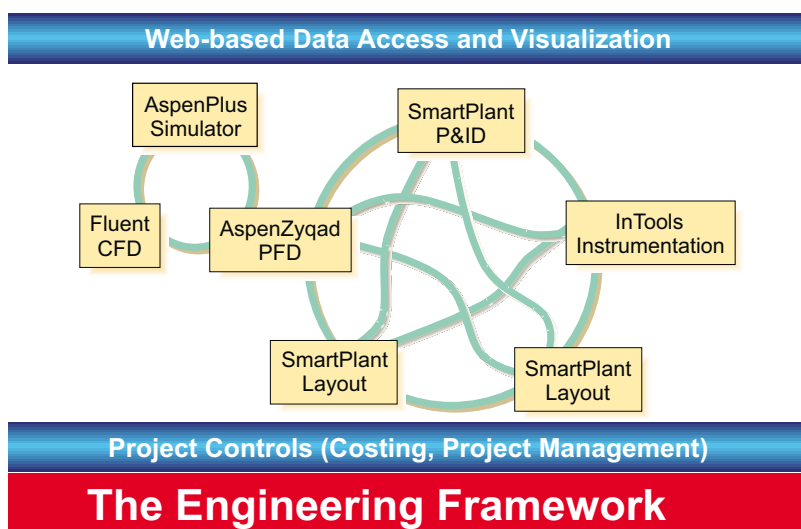 Web-based Data Access and Visualization
AspenPlus
Simulator
SmartPlant
P&ID
Fluent
CFD
AspenZyqad
PFD
InTools
Instrumentation
SmartPlant
Layout
SmartPlant
Layout
Project Controls (Costing, Project Management)
The Engineering Framework